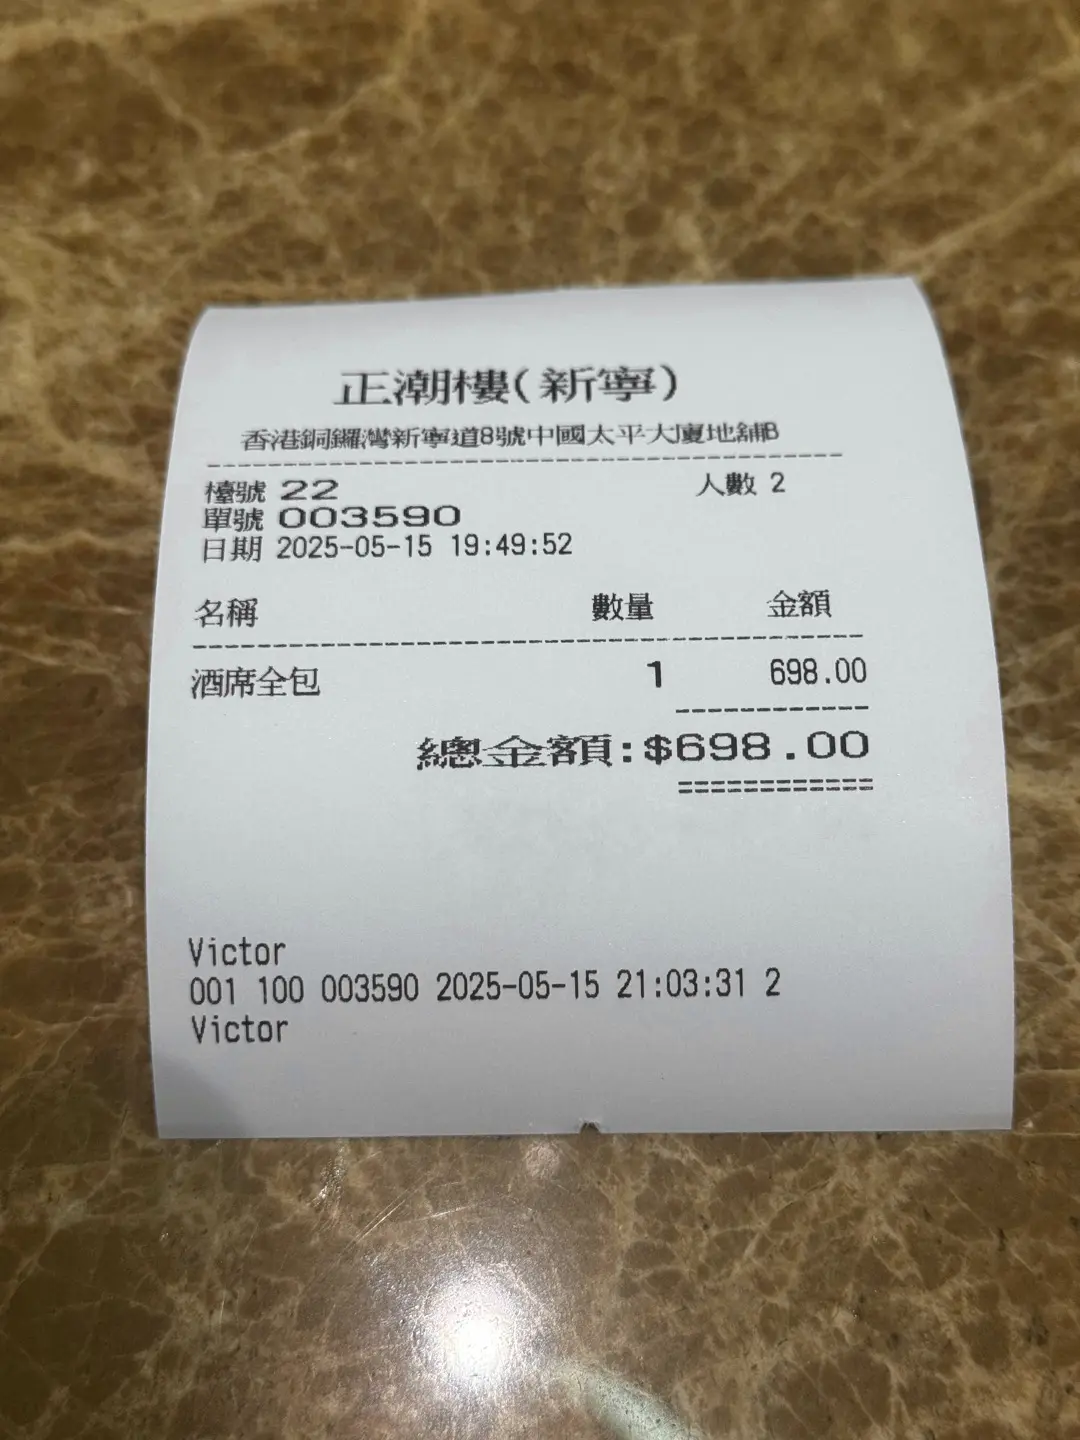 正潮樓(新寧)
香港銅鑼灣新寧道8號中國太平大廈地舖B
檯號 22 人數 2
單號 003590
日期 2025-05-15 19:49:52
名稱 數量 金額
酒席全包 1 698.00
總金額:$698.00
Victor
001 100 003590 2025-05-15 21:03:31 2
Victor